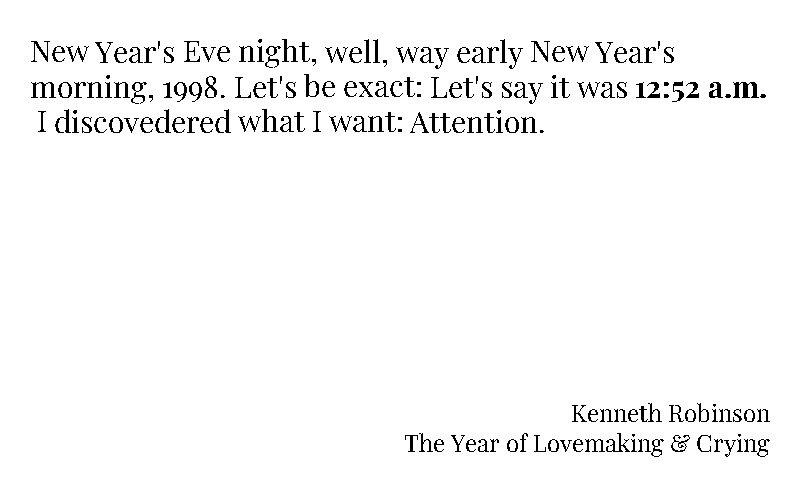 New Year's Eve night, well, way early New Year's
morning, 1998. Let's be exact: Let's say it was 12:52 a.m.
I discovedered what I want: Attention.
Kenneth Robinson
The Year of Lovemaking & Crying